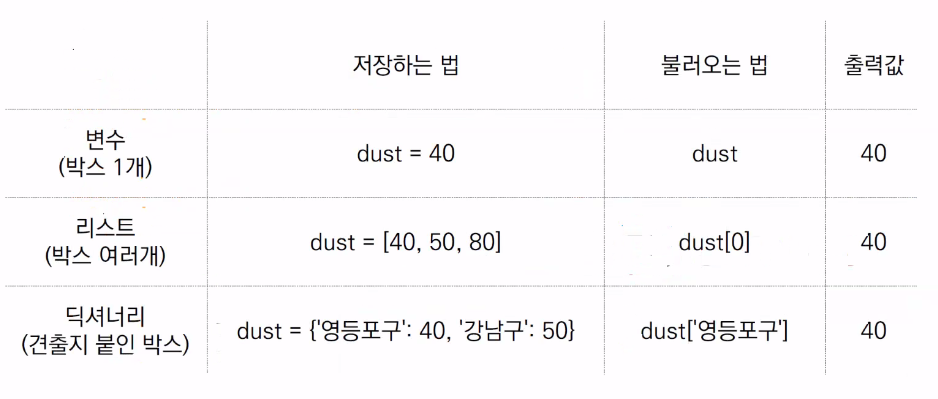 저장하는 법 불러오는 법 출력값
변수
(박스 1개)
dust = 40 dust 40
리스트
(박스 여러개)
dust = [40, 50, 80] dust[0] 40
딕셔너리
(견출지 붙인 박스)
dust = {'영등포구': 40, '강남구': 50} dust['영등포구'] 40